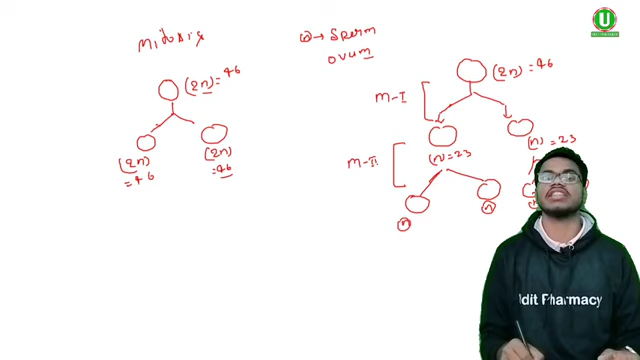 Mitosis
(2n) = 46
(2n)
= 46
(2n)
= 46
(n) → Sperm
ovum
(2n) = 46
M-I
(n) = 23
M-II
(n) = 23
n
n
U
Udit Pharmacy